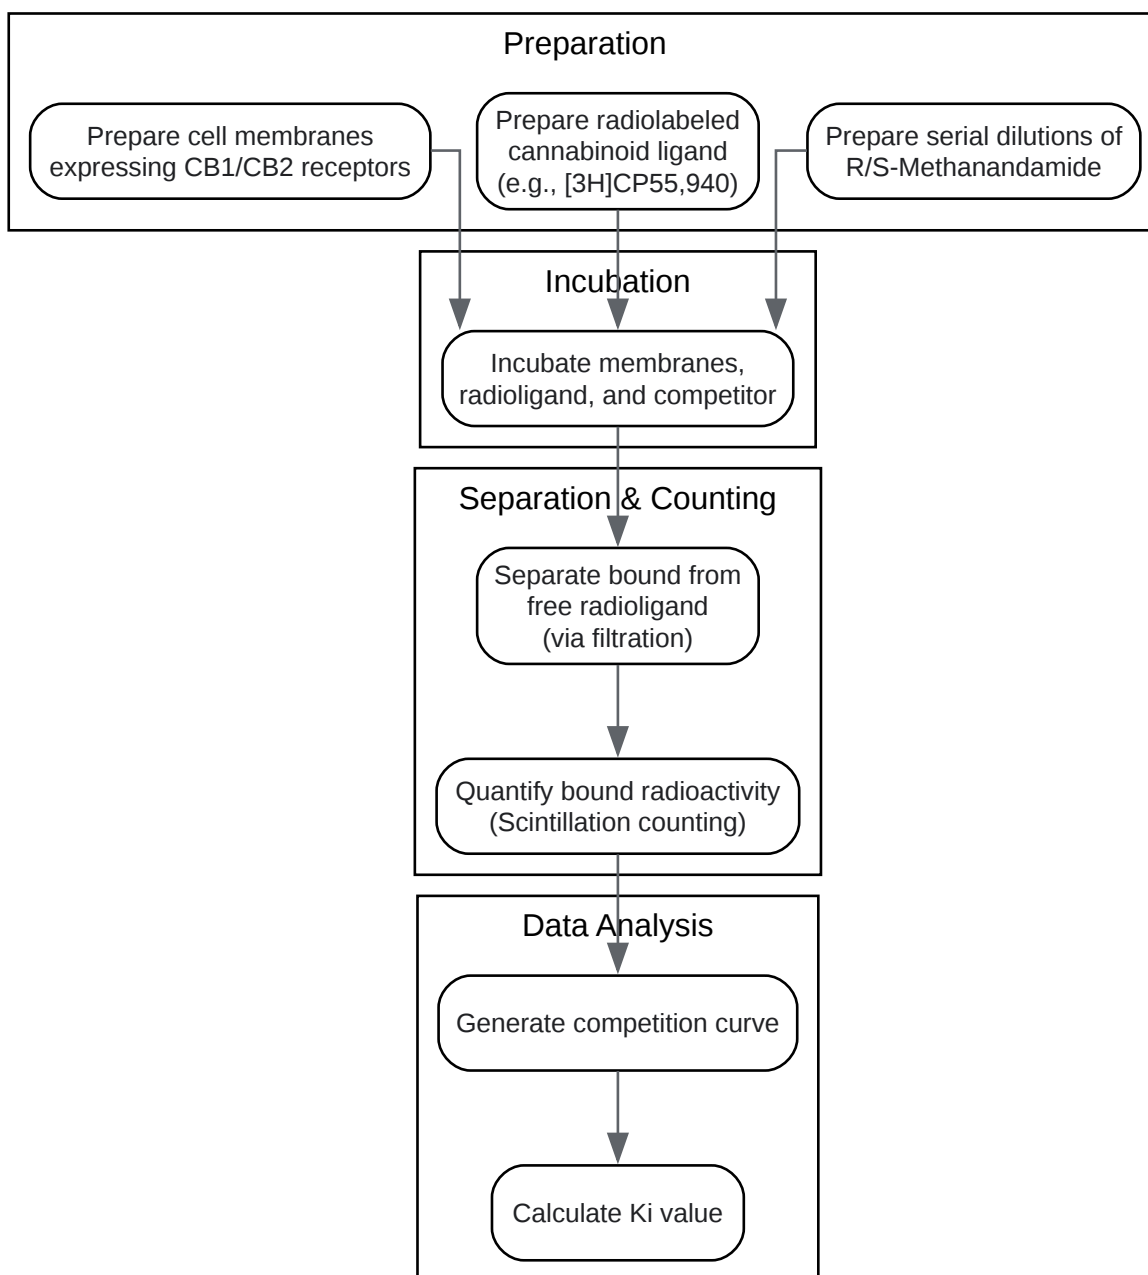 Preparation
Prepare cell membranes
expressing CB1/CB2 receptors
Prepare radiolabeled
cannabinoid ligand
(e.g., [3H]CP55,940)
Prepare serial dilutions of
R/S-Methanandamide
Incubation
Incubate membranes,
radioligand, and competitor
Separation & Counting
Separate bound from
free radioligand
(via filtration)
Quantify bound radioactivity
(Scintillation counting)
Data Analysis
Generate competition curve
Calculate Ki value